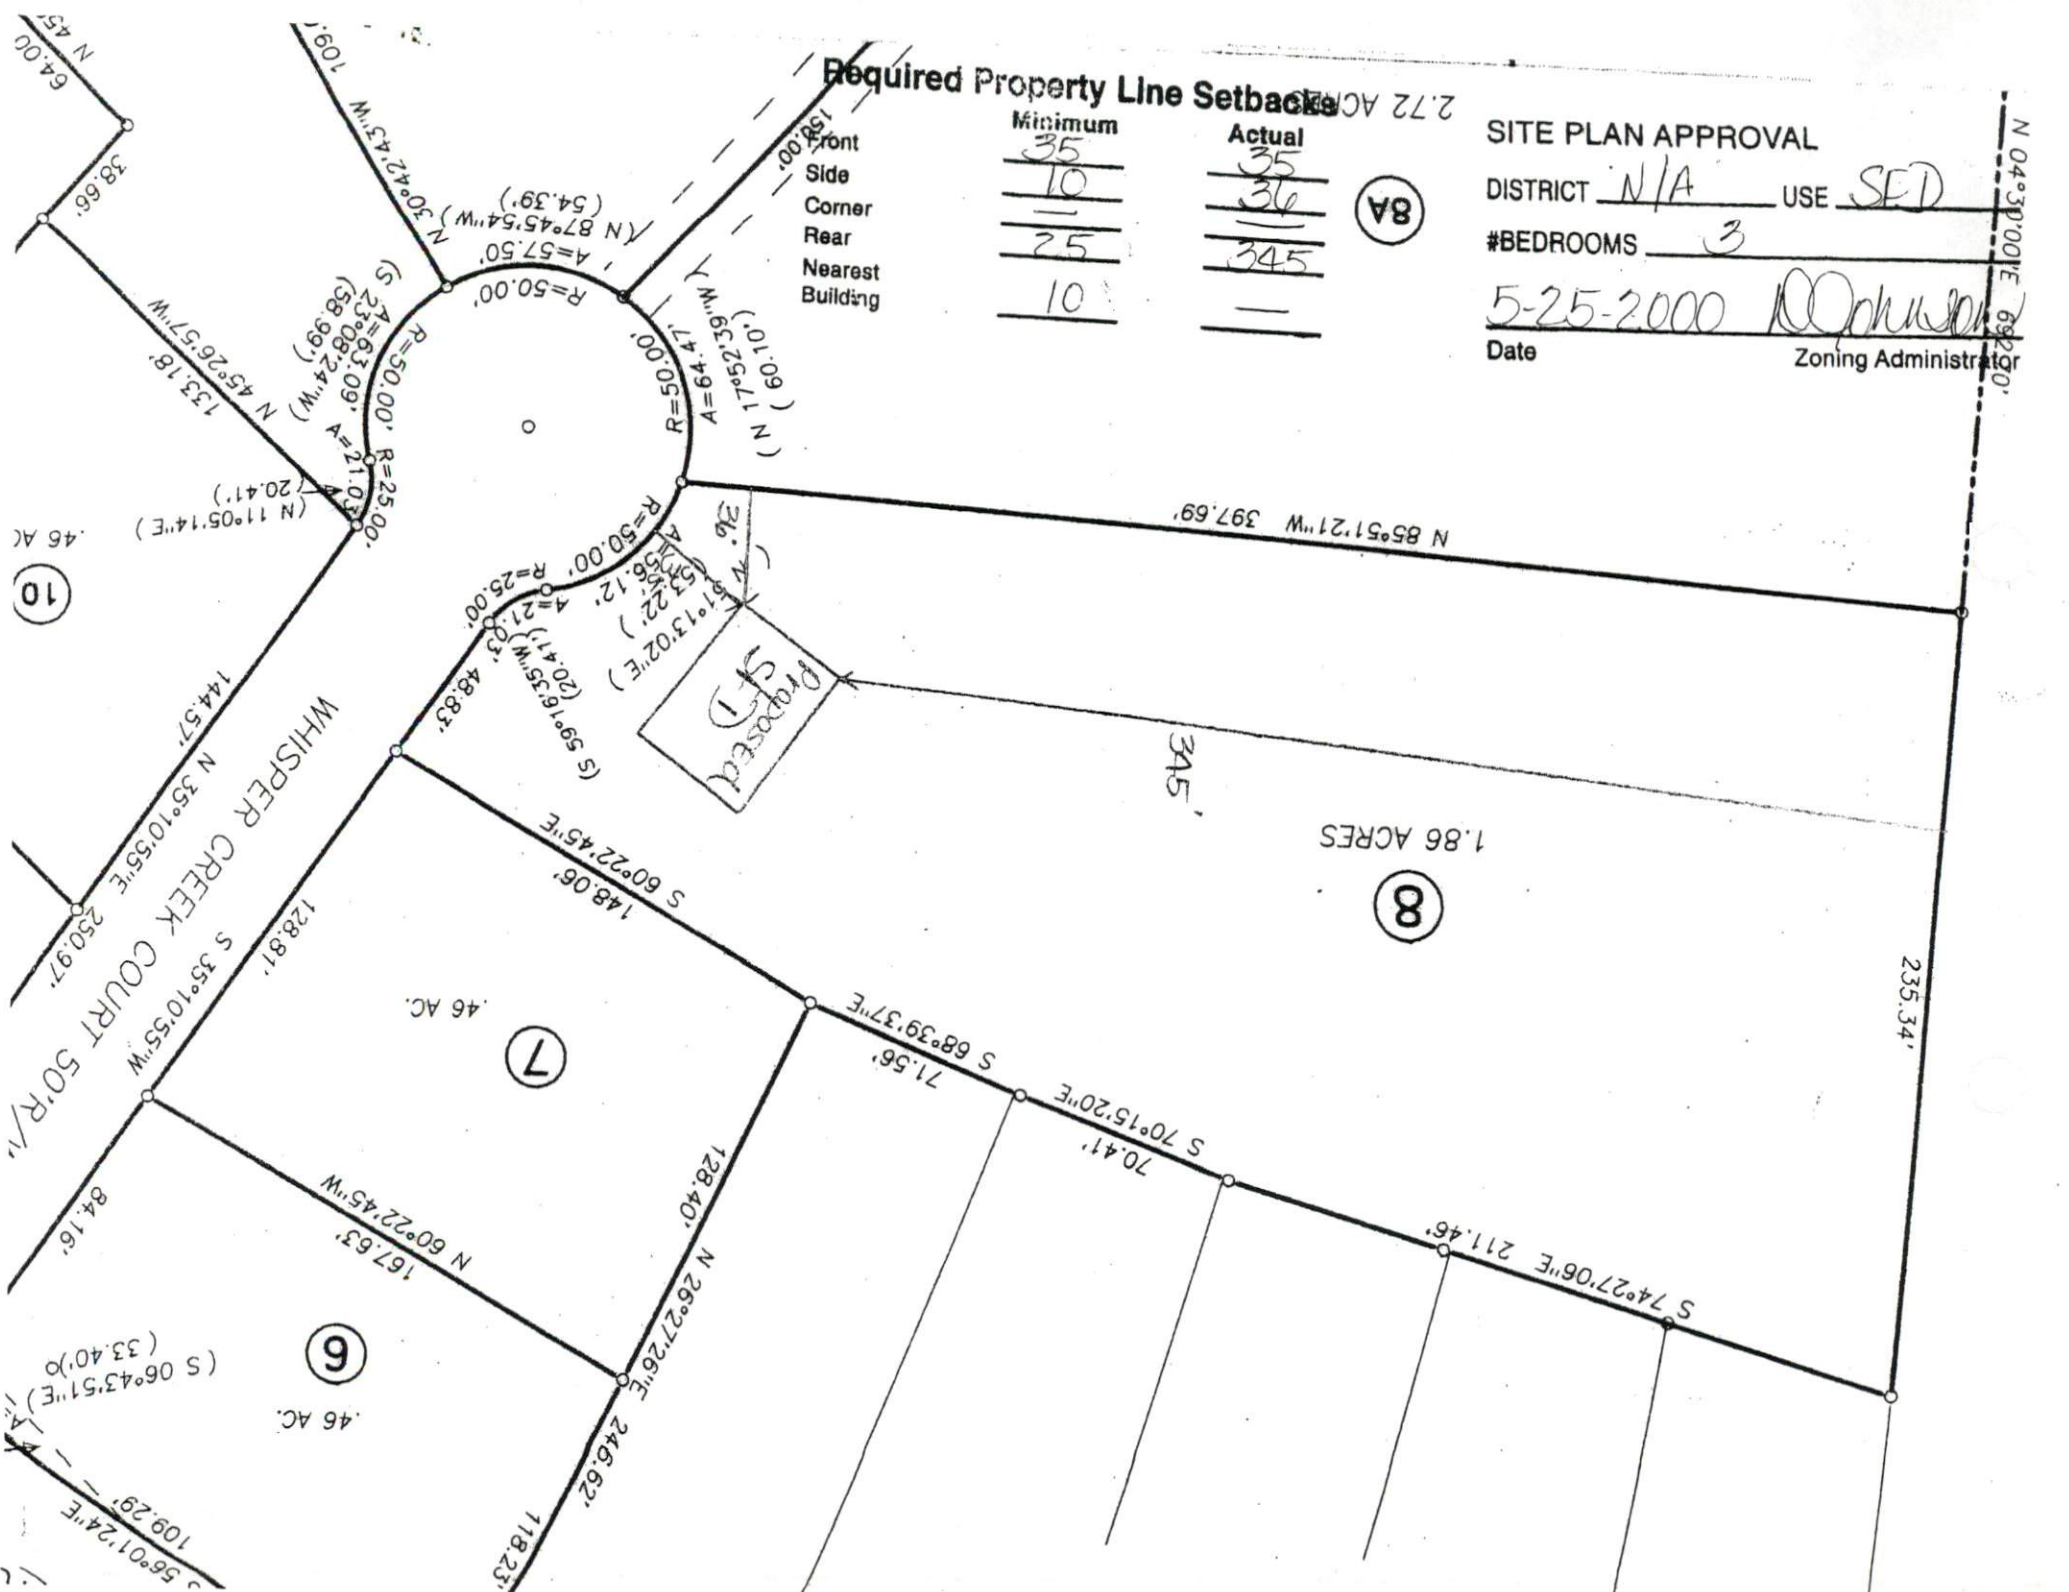 Required Property Line Setbacks
Minimum Actual
Front 35 35
Side 10 36
Corner — —
Rear 25 345
Nearest
Building 10 —
2.72 ACRES
8A
SITE PLAN APPROVAL
DISTRICT N/A USE SFD
#BEDROOMS 3
5-25-2000 DJohnson
Date Zoning Administrator
N 04°30'00"E 692.70'
N 45
64.00
38.66'
N 45°26'57"W
133.18'
109.
N 30°42'43"W
150.00'
(N 87°45'54"W)
(54.39')
A=57.50'
R=50.00'
(S 23°08'24"W)
(58.99')
A=63.09'
R=50.00'
A=64.47'
R=50.00'
(N 17°52'39"W)
(60.10')
A=21.03'
R=25.00'
(N 11°05'14"E)
(20.41')
.46 AC
10
N 85°51'21"W 397.69'
36'
R=50.00'
A=56.12'
(N 61°13'02"E)
(53.22')
35'
R=25.00'
A=21.03'
(S 59°16'35"W)
(20.41')
48.83'
Proposed
SFD
1
345'
1.86 ACRES
8
235.34'
144.57'
N 35°10'55"E
250.97'
WHISPER CREEK COURT 50'R/
128.81'
S 35°10'55"W
84.16'
S 60°22'45"E
148.06'
.46 AC.
7
S 68°39'37"E
71.56'
S 70°15'20"E
70.41'
S 74°27'06"E 211.46'
128.40'
N 26°27'26"E 246.62'
118.23'
N 60°22'45"W
167.63'
6
.46 AC.
(S 06°43'51"E)
(33.40')
A=
56°01'24"E
109.29'